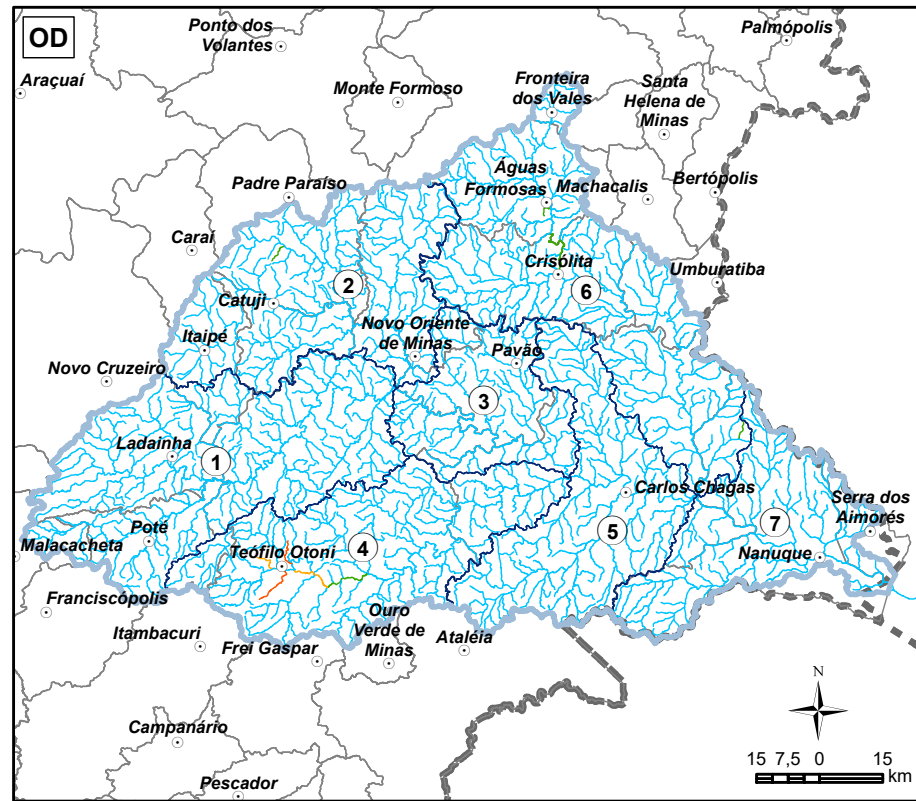 OD
Ponto dos
Volantes
Palmópolis
Araçuaí
Monte Formoso
Fronteira
dos Vales
Santa
Helena de
Minas
Padre Paraíso
Águas
Formosas
Machacalis
Bertópolis
Caraí
Crisólita
Umburatiba
2
6
Catuji
Itaipé
Novo Oriente
de Minas
Pavão
Novo Cruzeiro
3
Ladainha
1
Carlos Chagas
Serra dos
Aimorés
Poté
Malacacheta
Teófilo Otoni
4
5
7
Nanuque
Franciscópolis
Itambacuri
Frei Gaspar
Ouro
Verde de
Minas
Ataléia
Campanário
Pescador
N
15 7,5 0 15
km